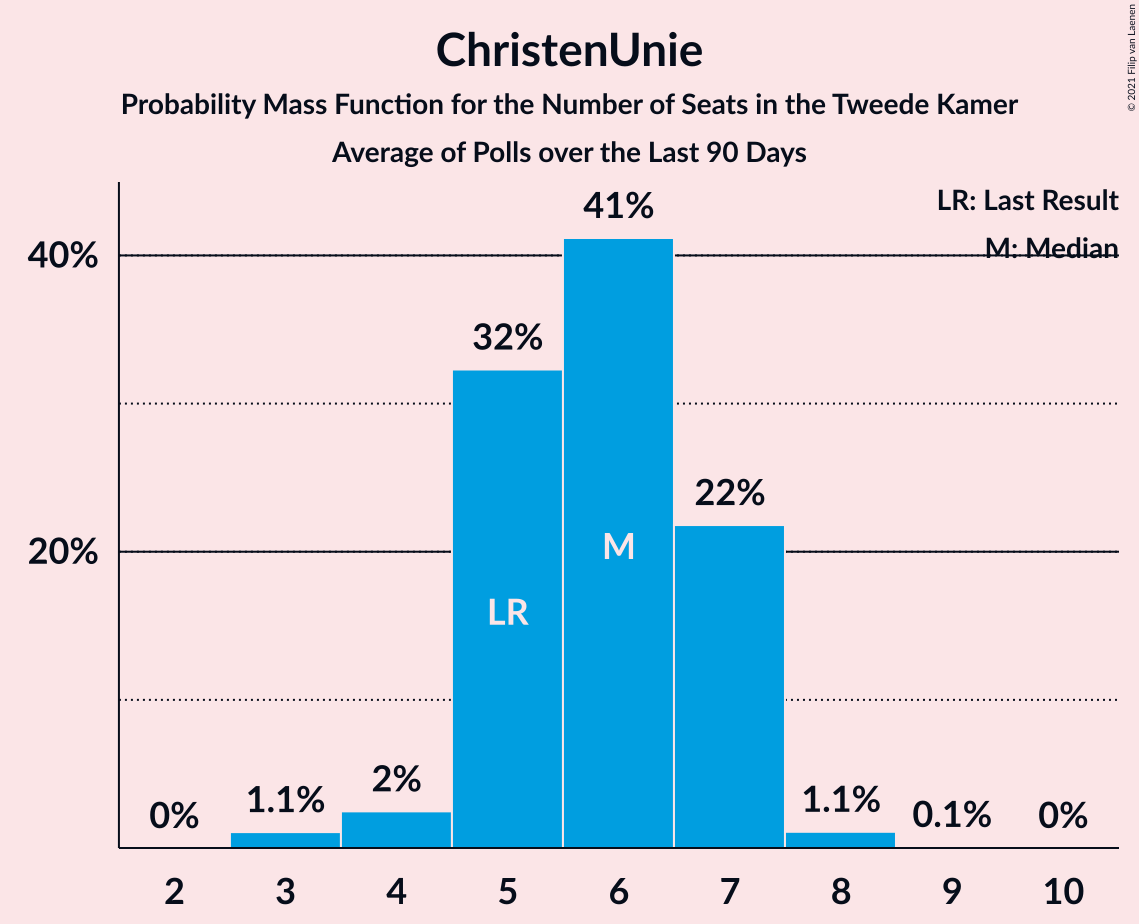 ChristenUnie
Probability Mass Function for the Number of Seats in the Tweede Kamer
Average of Polls over the Last 90 Days
© 2021 Filip van Laenen
LR: Last Result
M: Median
40%
20%
0%
1.1%
2%
32%
41%
22%
1.1%
0.1%
0%
LR
M
2 3 4 5 6 7 8 9 10